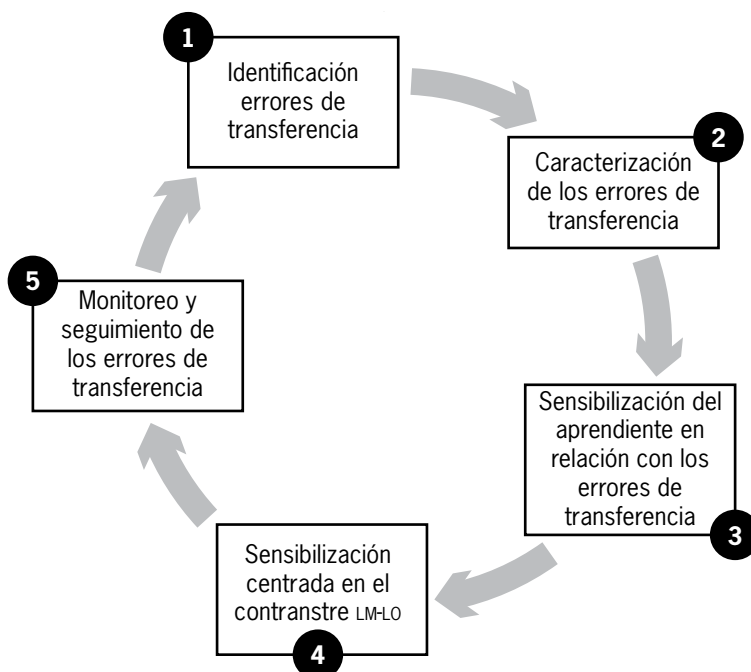 1
Identificación
errores de
transferencia
2
Caracterización
de los errores de
transferencia
Sensibilización del
aprendiente en
relación con los
errores de
transferencia
3
Sensibilización
centrada en el
contranstre LM-LO
4
5
Monitoreo y
seguimiento de
los errores de
transferencia